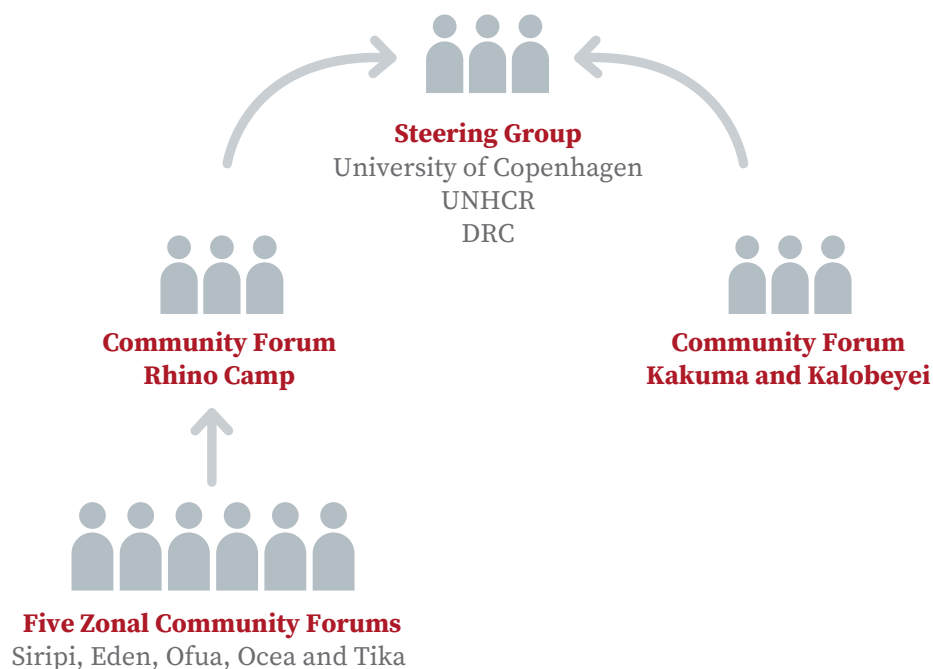 Steering Group
University of Copenhagen
UNHCR
DRC
Community Forum
Rhino Camp
Community Forum
Kakuma and Kalobeyei
Five Zonal Community Forums
Siripi, Eden, Ofua, Ocea and Tika